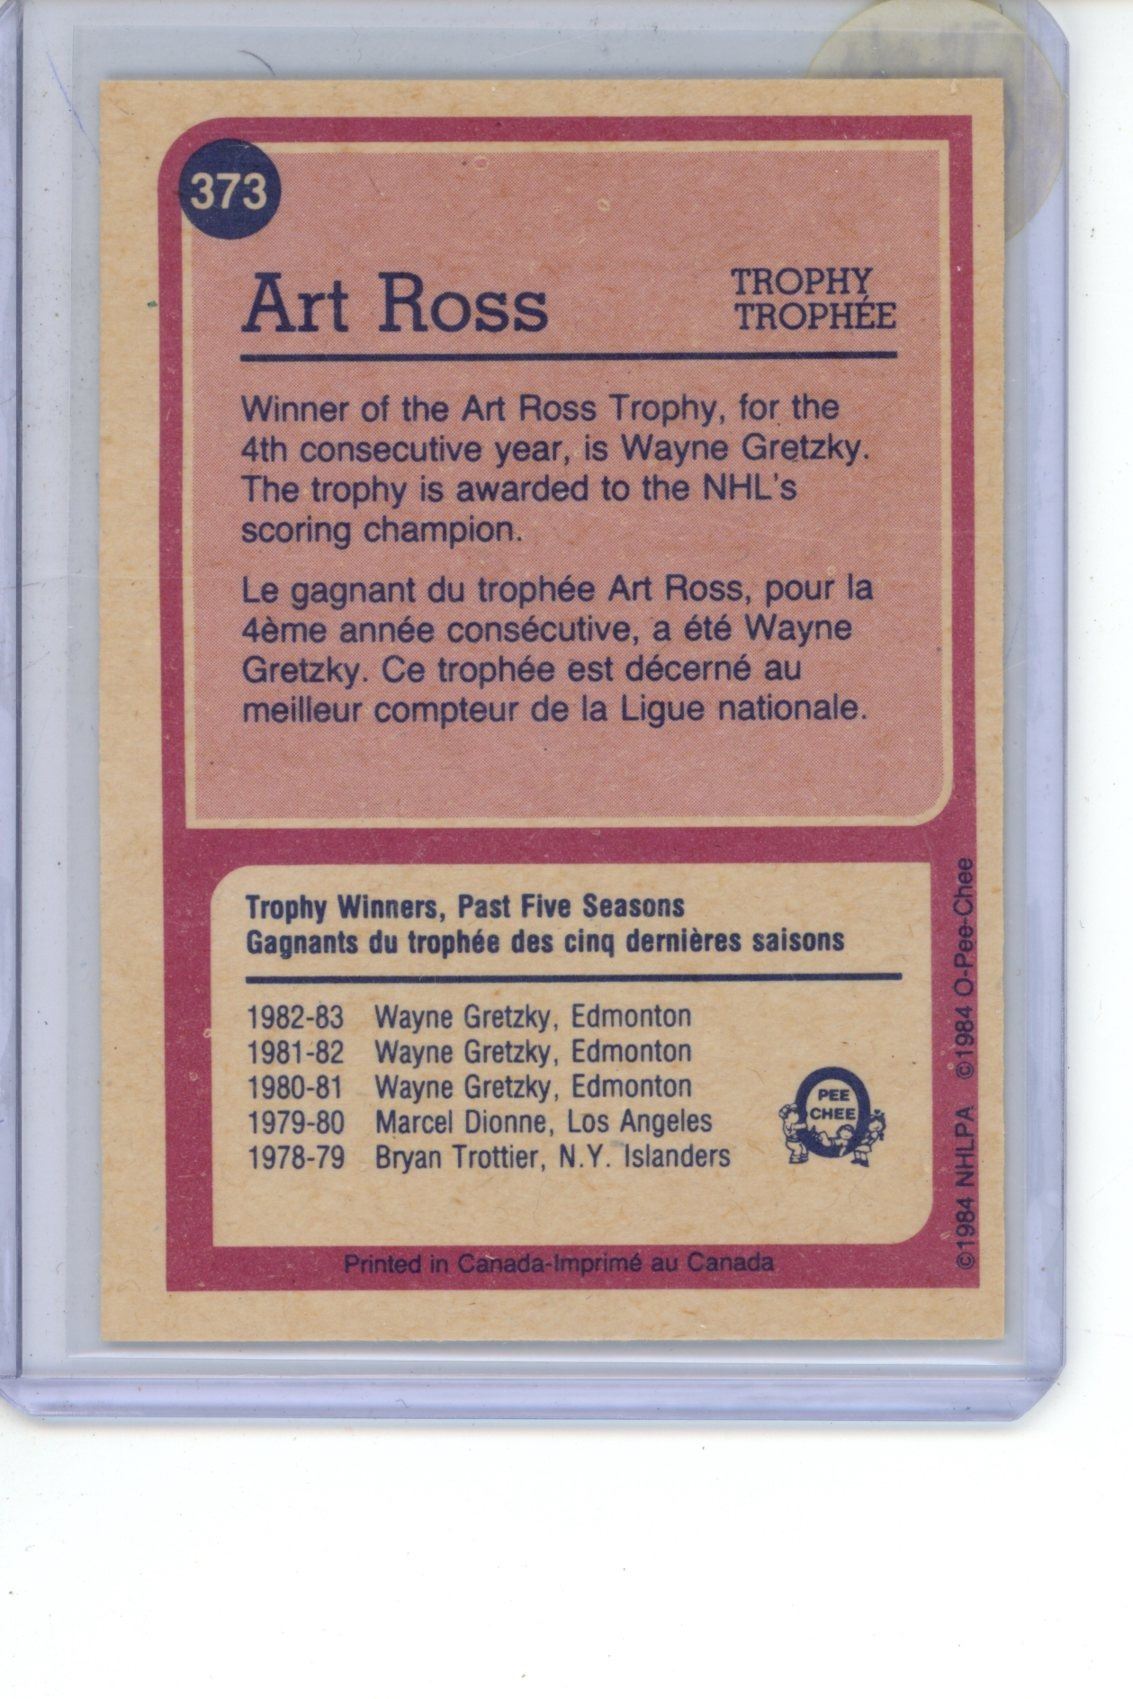 373
Art Ross
TROPHY
TROPHÉE
Winner of the Art Ross Trophy, for the
4th consecutive year, is Wayne Gretzky.
The trophy is awarded to the NHL's
scoring champion.
Le gagnant du trophée Art Ross, pour la
4ème année consécutive, a été Wayne
Gretzky. Ce trophée est décerné au
meilleur compteur de la Ligue nationale.
Trophy Winners, Past Five Seasons
Gagnants du trophée des cinq dernières saisons
1982-83 Wayne Gretzky, Edmonton
1981-82 Wayne Gretzky, Edmonton
1980-81 Wayne Gretzky, Edmonton
1979-80 Marcel Dionne, Los Angeles
1978-79 Bryan Trottier, N.Y. Islanders
O
PEE
CHEE
©1984 NHLPA ©1984 O-Pee-Chee
Printed in Canada-Imprimé au Canada